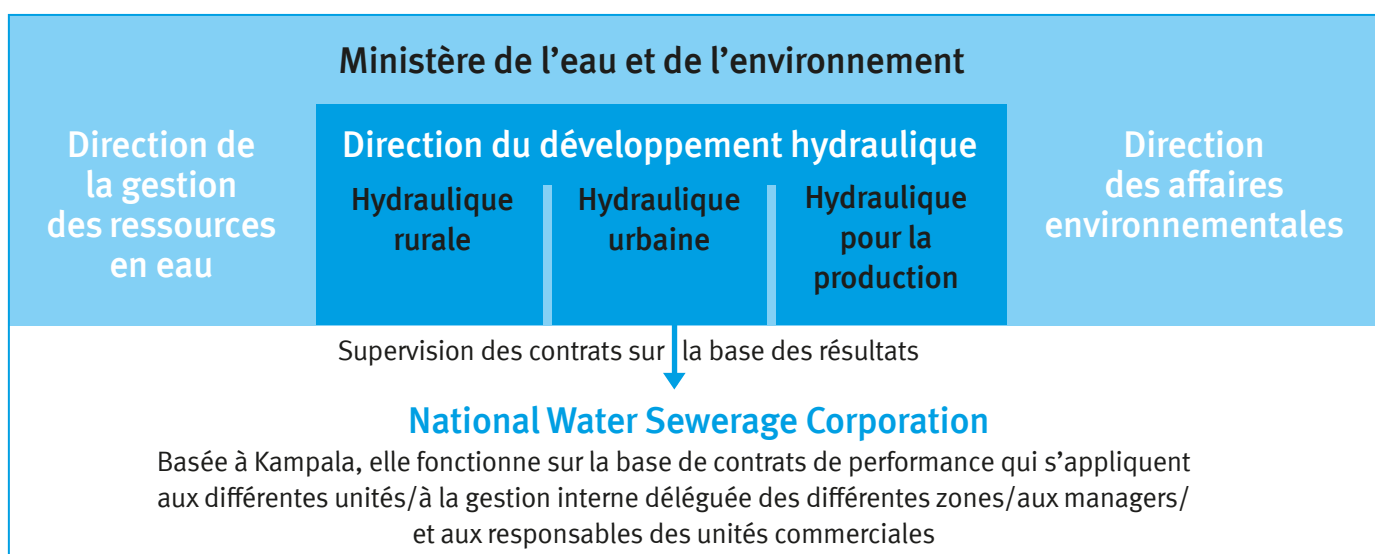 Ministère de l’eau et de l’environnement
Direction de
la gestion
des ressources
en eau
Direction du développement hydraulique
Hydraulique
rurale
Hydraulique
urbaine
Hydraulique
pour la
production
Direction
des affaires
environnementales
Supervision des contrats sur la base des résultats
National Water Sewerage Corporation
Basée à Kampala, elle fonctionne sur la base de contrats de performance qui s’appliquent
aux différentes unités/à la gestion interne déléguée des différentes zones/aux managers/
et aux responsables des unités commerciales